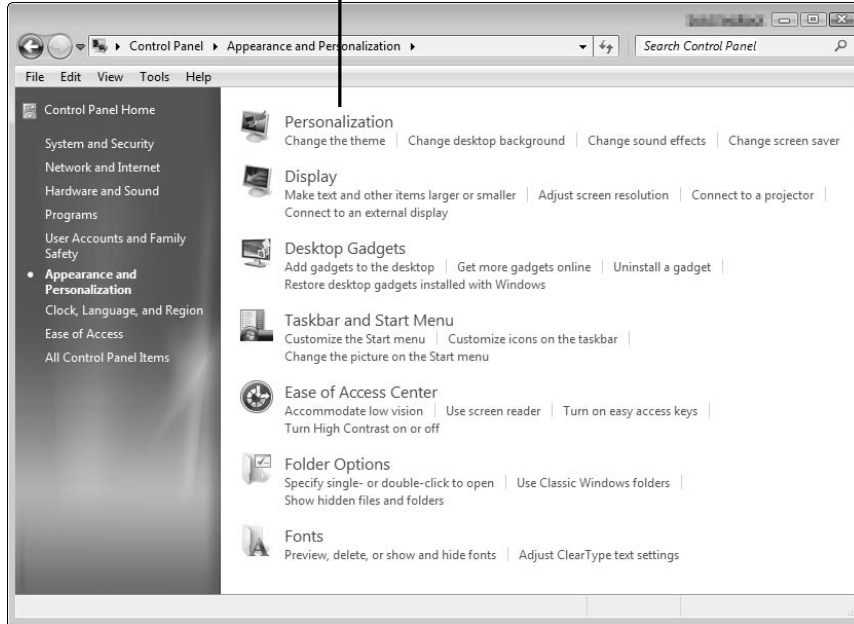 Control Panel Appearance and Personalization Search Control Panel
File Edit View Tools Help
Control Panel Home
System and Security
Network and Internet
Hardware and Sound
Programs
User Accounts and Family
Safety
Appearance and
Personalization
Clock, Language, and Region
Ease of Access
All Control Panel Items
Personalization
Change the theme Change desktop background Change sound effects Change screen saver
Display
Make text and other items larger or smaller Adjust screen resolution Connect to a projector
Connect to an external display
Desktop Gadgets
Add gadgets to the desktop Get more gadgets online Uninstall a gadget
Restore desktop gadgets installed with Windows
Taskbar and Start Menu
Customize the Start menu Customize icons on the taskbar
Change the picture on the Start menu
Ease of Access Center
Accommodate low vision Use screen reader Turn on easy access keys
Turn High Contrast on or off
Folder Options
Specify single- or double-click to open Use Classic Windows folders
Show hidden files and folders
Fonts
Preview, delete, or show and hide fonts Adjust ClearType text settings